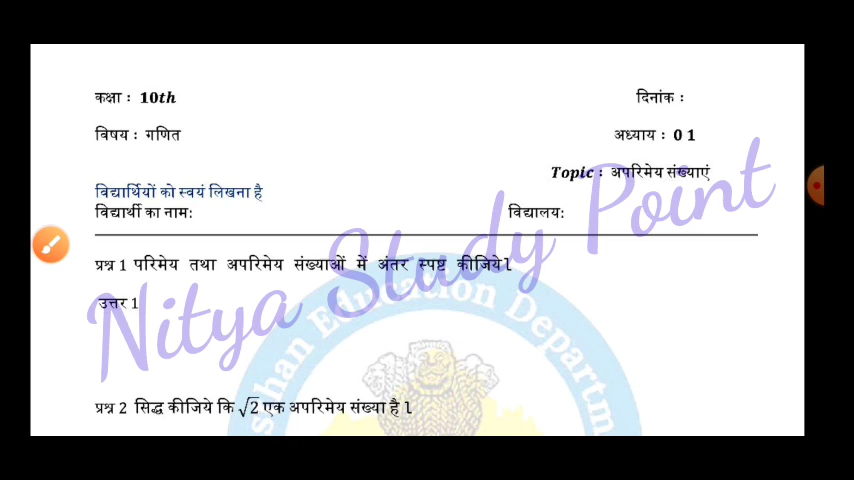 कक्षा : 10th
दिनांक :
विषय : गणित
अध्याय : 0 1
Topic : अपरिमेय संख्याएं
विद्यार्थियों को स्वयं लिखना है
विद्यार्थी का नाम:
विद्यालय:
प्रश्न 1 परिमेय तथा अपरिमेय संख्याओं में अंतर स्पष्ट कीजिये l
उत्तर 1
Nitya Study Point
प्रश्न 2 सिद्ध कीजिये कि √2 एक अपरिमेय संख्या है l